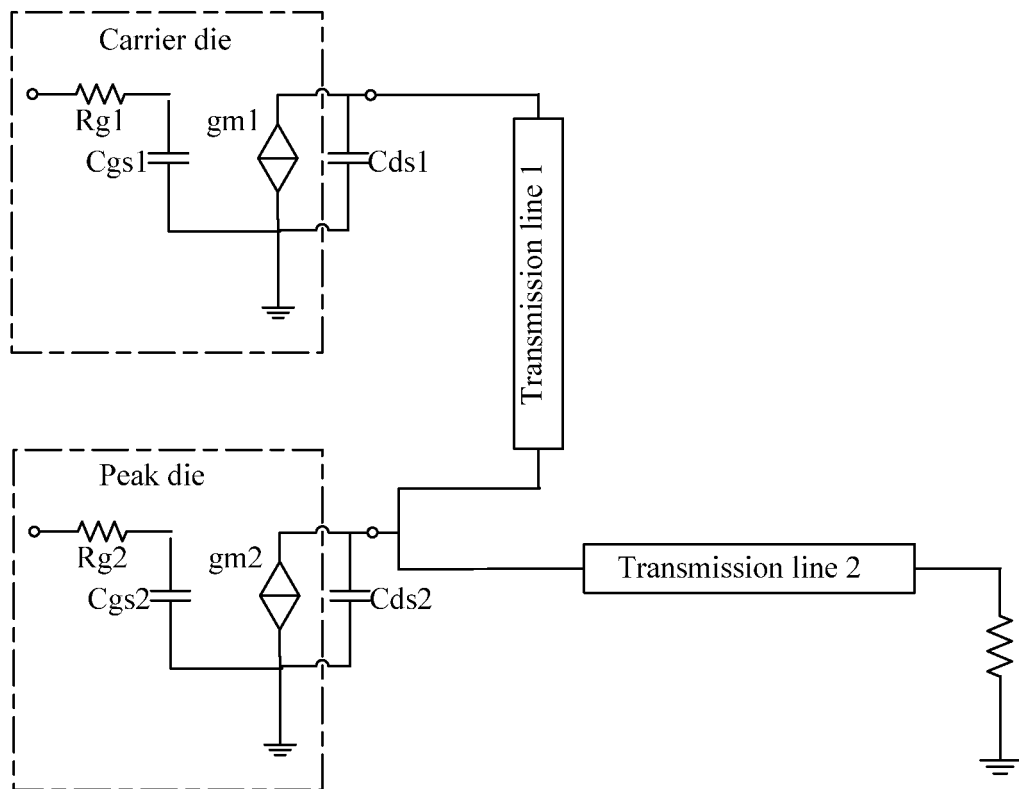 Carrier die
Rg1
gm1
Cgs1
Cds1
Transmission line 1
Peak die
Rg2
gm2
Cgs2
Cds2
Transmission line 2